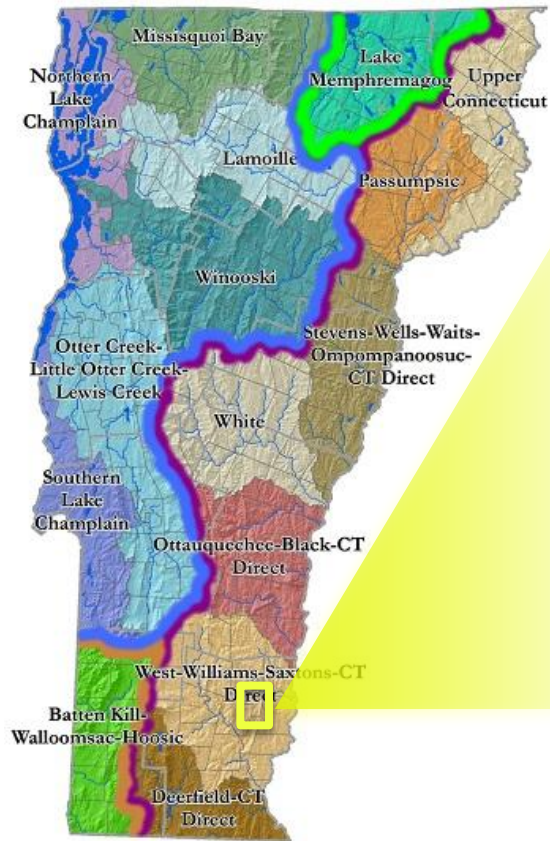 Missisquoi Bay
Northern
Lake
Champlain
Lake
Memphremagog
Upper
Connecticut
Lamoille
Passumpsic
Winooski
Otter Creek-
Little Otter Creek-
Lewis Creek
Stevens-Wells-Waits-
Ompompanoosuc-
CT Direct
White
Southern
Lake
Champlain
Ottauquechee-Black-CT
Direct
West-Williams-Saxtons-CT
Direct
Batten Kill-
Walloomsac-Hoosic
Deerfield-CT
Direct